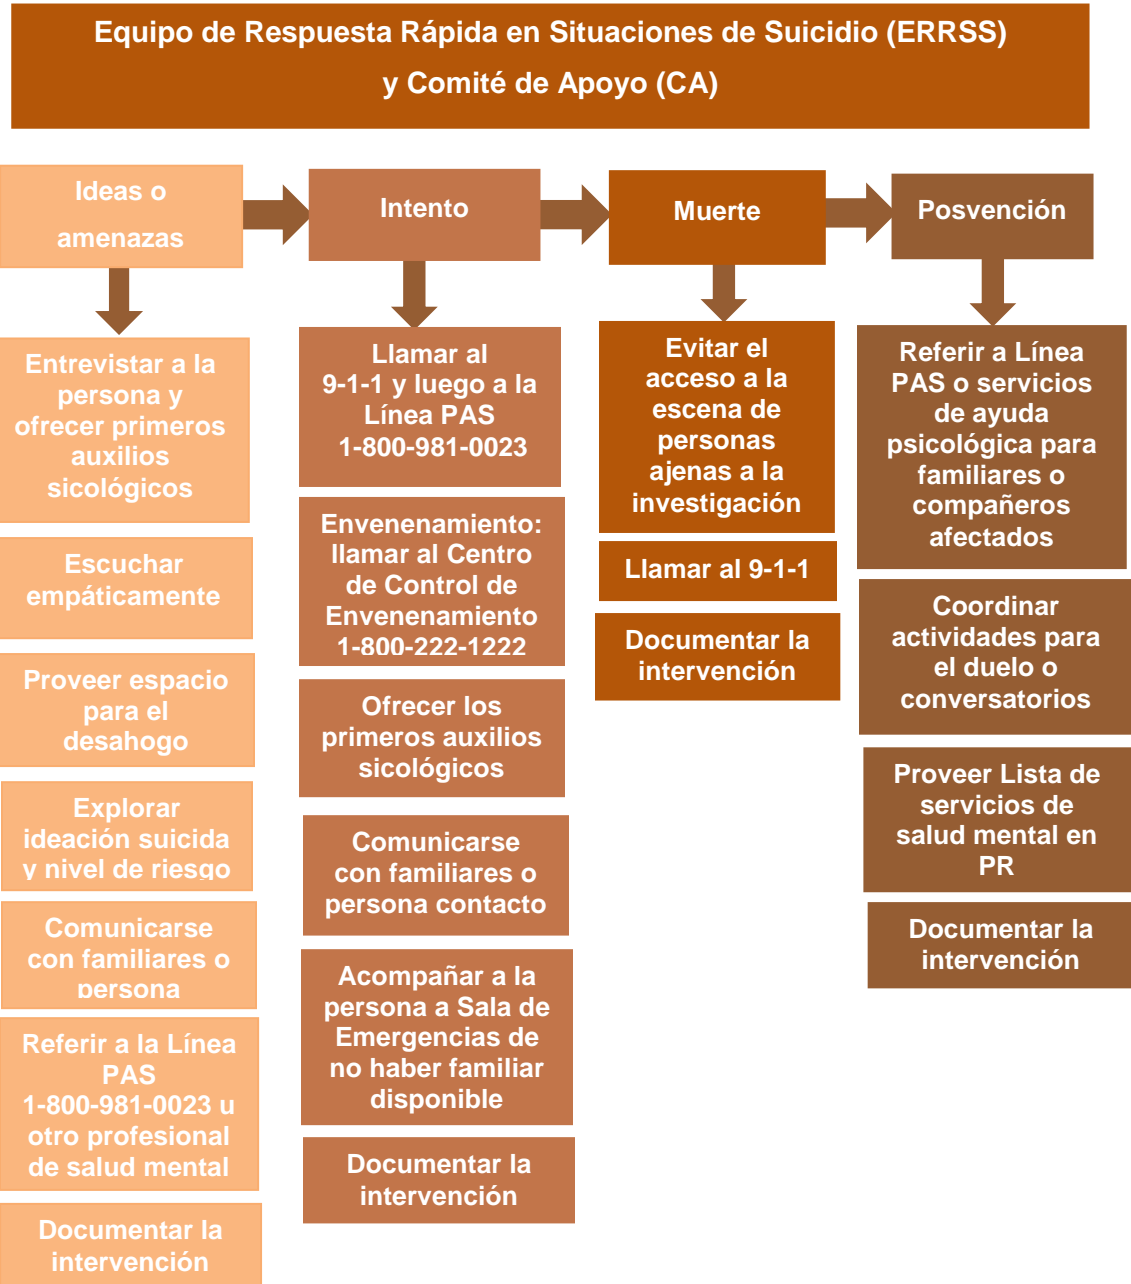 Equipo de Respuesta Rápida en Situaciones de Suicidio (ERRSS)
y Comité de Apoyo (CA)
Ideas o
amenazas
Intento
Muerte
Posvención
Entrevistar a la
persona y
ofrecer primeros
auxilios
sicológicos
Escuchar
empáticamente
Proveer espacio
para el
desahogo
Explorar
ideación suicida
y nivel de riesgo
Comunicarse
con familiares o
persona
Referir a la Línea
PAS
1-800-981-0023 u
otro profesional
de salud mental
Documentar la
intervención
Llamar al
9-1-1 y luego a la
Línea PAS
1-800-981-0023
Envenenamiento:
llamar al Centro
de Control de
Envenenamiento
1-800-222-1222
Ofrecer los
primeros auxilios
sicológicos
Comunicarse
con familiares o
persona contacto
Acompañar a la
persona a Sala de
Emergencias de
no haber familiar
disponible
Documentar la
intervención
Evitar el
acceso a la
escena de
personas
ajenas a la
investigación
Llamar al 9-1-1
Documentar la
intervención
Referir a Línea
PAS o servicios
de ayuda
psicológica para
familiares o
compañeros
afectados
Coordinar
actividades para
el duelo o
conversatorios
Proveer Lista de
servicios de
salud mental en
PR
Documentar la
intervención